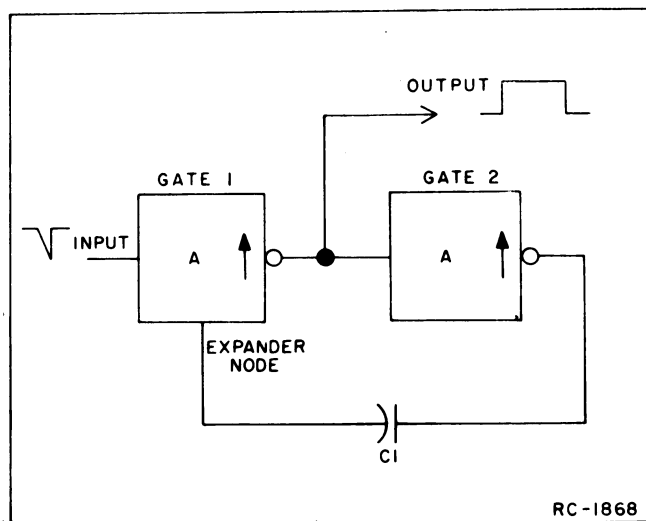 OUTPUT
GATE 1
GATE 2
INPUT
A
A
EXPANDER
NODE
C1
RC-1868